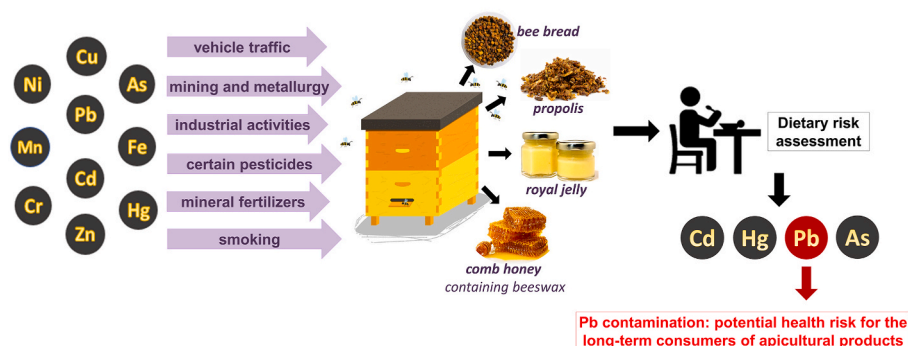 Cu
Ni
As
Pb
Mn
Fe
Cd
Cr
Hg
Zn
vehicle traffic
mining and metallurgy
industrial activities
certain pesticides
mineral fertilizers
smoking
bee bread
propolis
royal jelly
comb honey
containing beeswax
Dietary risk
assessment
Cd
Hg
Pb
As
Pb contamination: potential health risk for the
long-term consumers of apicultural products